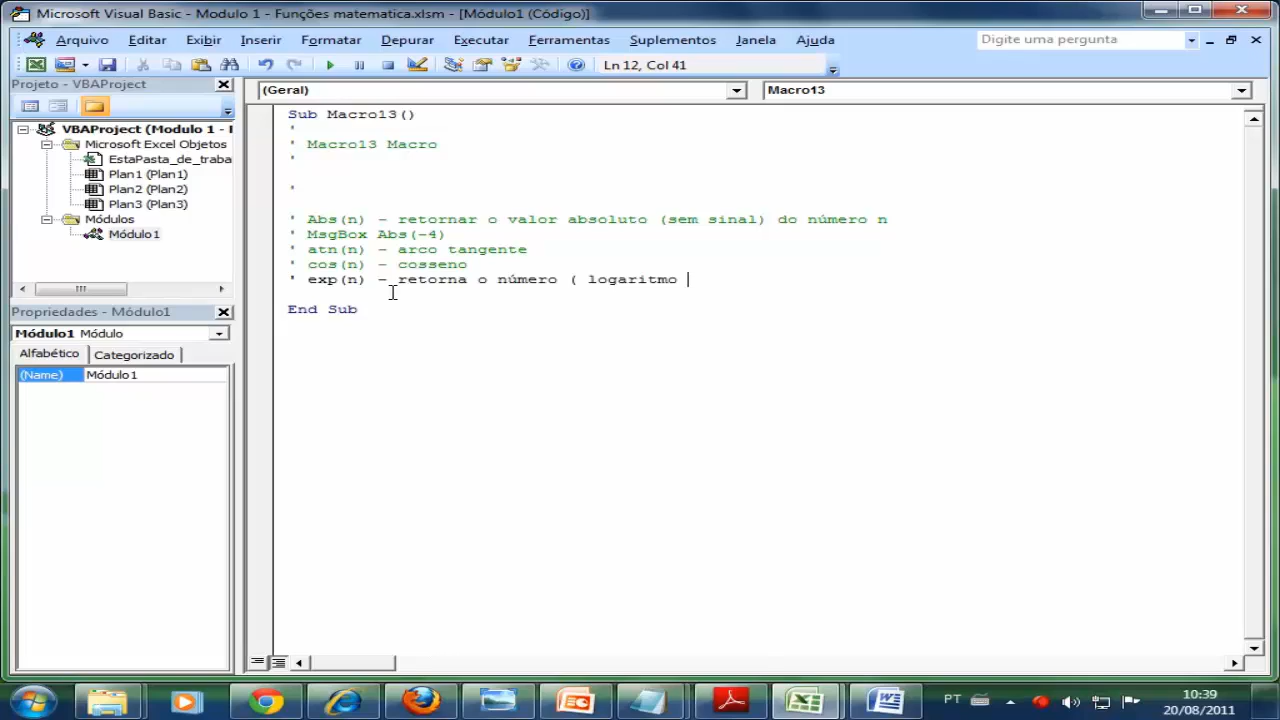 Microsoft Visual Basic - Modulo 1 - Funções matematica.xlsm - [Módulo1 (Código)]
Arquivo Editar Exibir Inserir Formatar Depurar Executar Ferramentas Suplementos Janela Ajuda Digite uma pergunta
Ln 12, Col 41
Projeto - VBAProject
(Geral) Macro13
VBAProject (Modulo 1 - 
Microsoft Excel Objetos
EstaPasta_de_traba
Plan1 (Plan1)
Plan2 (Plan2)
Plan3 (Plan3)
Módulos
Módulo1
Propriedades - Módulo1
Módulo1 Módulo
Alfabético Categorizado
(Name) Módulo1
Sub Macro13()
'
' Macro13 Macro
'
'
' Abs(n) - retornar o valor absoluto (sem sinal) do número n
' MsgBox Abs(-4)
' atn(n) - arco tangente
' cos(n) - cosseno
' exp(n) - retorna o número ( logaritmo
End Sub
PT
10:39
20/08/2011